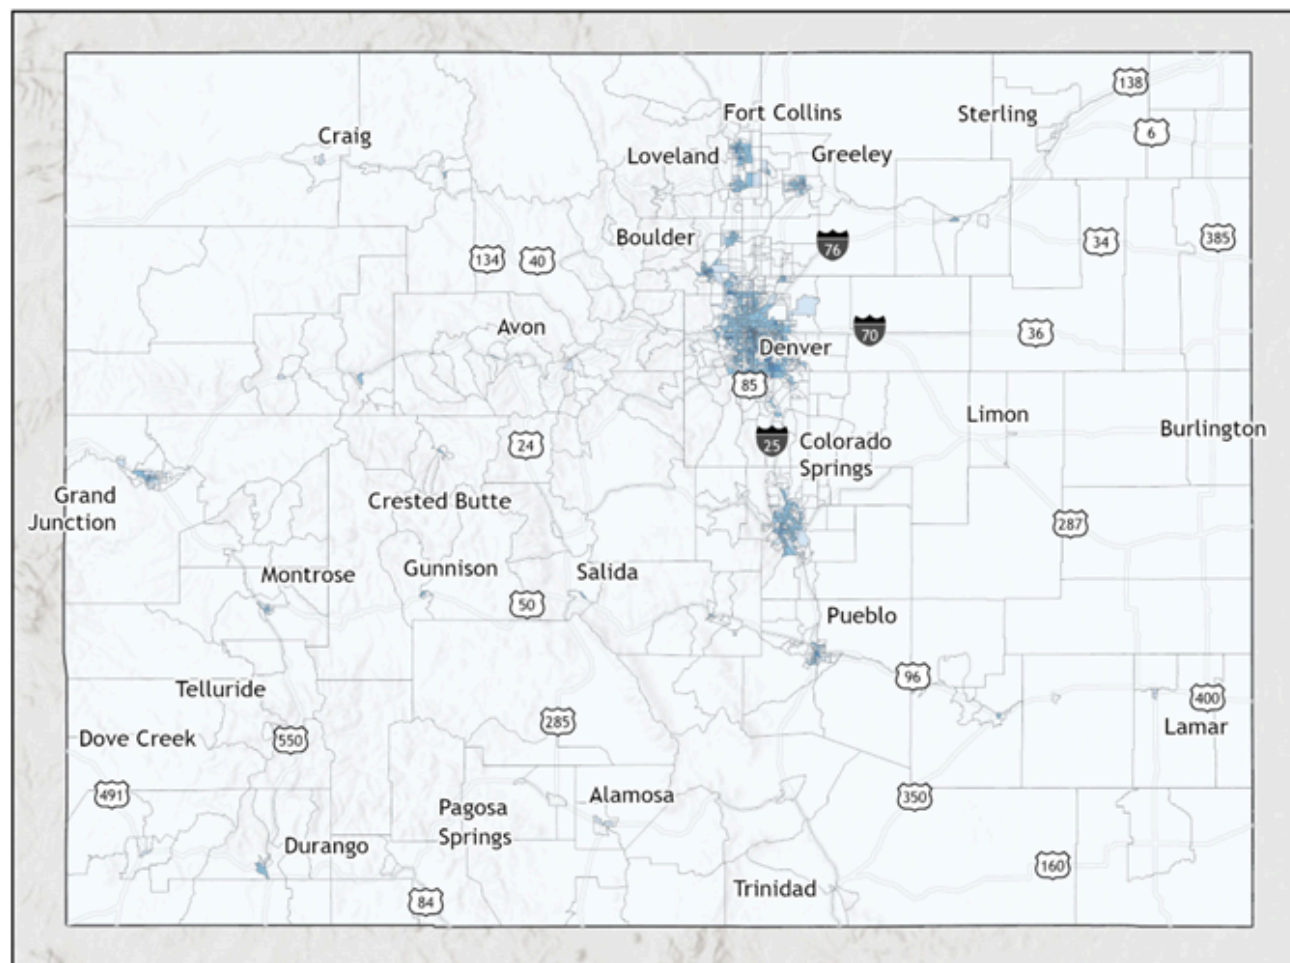 138
Fort Collins
Sterling
6
Craig
Loveland
Greeley
Boulder
76
34
385
134
40
Avon
70
36
Denver
85
Limon
Burlington
24
25
Colorado
Springs
Grand
Junction
Crested Butte
287
Montrose
Gunnison
Salida
50
Pueblo
Telluride
96
400
Dove Creek
550
285
Lamar
491
Pagosa
Springs
Alamosa
350
Durango
160
Trinidad
84